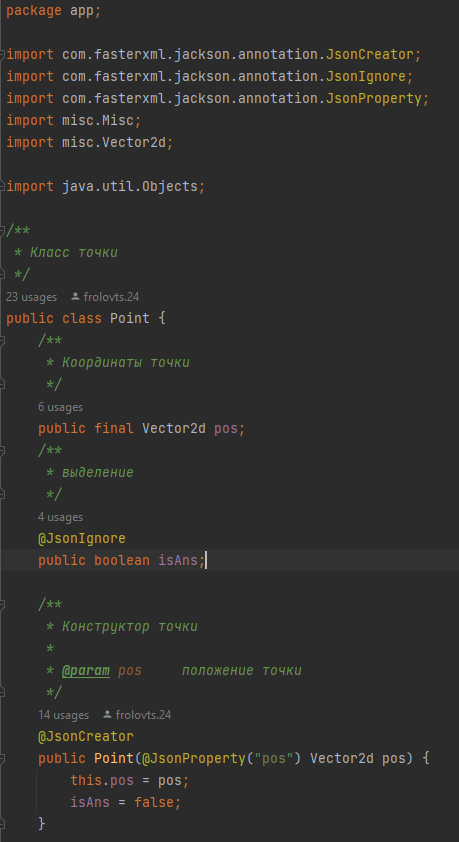 package app;
import com.fasterxml.jackson.annotation.JsonCreator;
import com.fasterxml.jackson.annotation.JsonIgnore;
import com.fasterxml.jackson.annotation.JsonProperty;
import misc.Misc;
import misc.Vector2d;
import java.util.Objects;
/**
 * Класс точки
 */
23 usages frolovts.24
public class Point {
    /**
     * Координаты точки
     */
    6 usages
    public final Vector2d pos;
    /**
     * выделение
     */
    4 usages
    @JsonIgnore
    public boolean isAns;
    /**
     * Конструктор точки
     *
     * @param pos     положение точки
     */
    14 usages frolovts.24
    @JsonCreator
    public Point(@JsonProperty("pos") Vector2d pos) {
        this.pos = pos;
        isAns = false;
    }